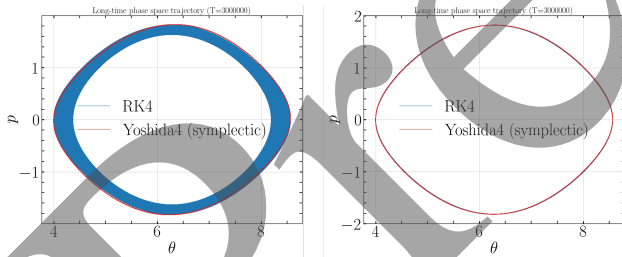 Long-time phase space trajectory (T=3000000)
p
1
0
−1
4
6
8
θ
RK4
Yoshida4 (symplectic)
Long-time phase space trajectory (T=3000000)
p
2
1
0
−1
−2
4
6
8
θ
RK4
Yoshida4 (symplectic)